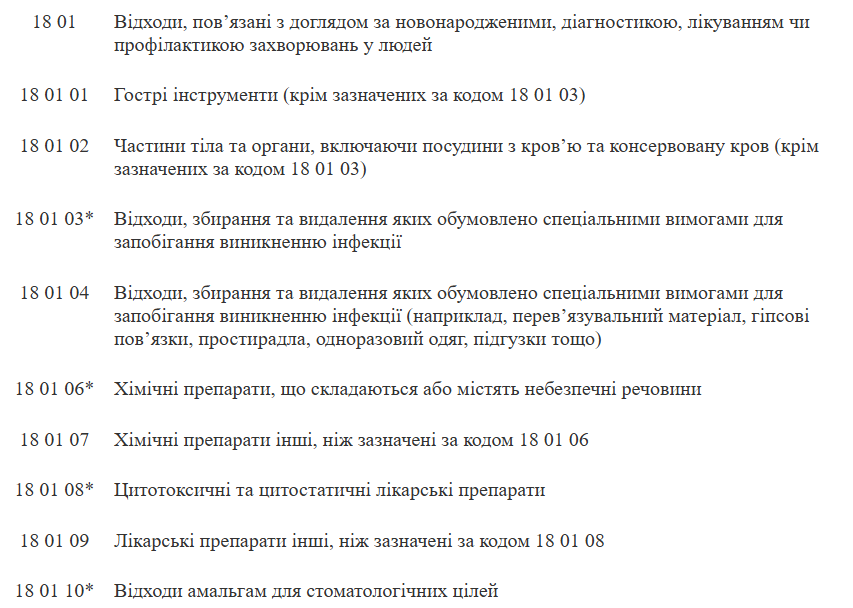 18 01 Відходи, пов’язані з доглядом за новонародженими, діагностикою, лікуванням чи
профілактикою захворювань у людей
18 01 01 Гострі інструменти (крім зазначених за кодом 18 01 03)
18 01 02 Частини тіла та органи, включаючи посудини з кров’ю та консервовану кров (крім
зазначених за кодом 18 01 03)
18 01 03* Відходи, збирання та видалення яких обумовлено спеціальними вимогами для
запобігання виникненню інфекції
18 01 04 Відходи, збирання та видалення яких обумовлено спеціальними вимогами для
запобігання виникненню інфекції (наприклад, перев’язувальний матеріал, гіпсові
пов’язки, простирадла, одноразовий одяг, підгузки тощо)
18 01 06* Хімічні препарати, що складаються або містять небезпечні речовини
18 01 07 Хімічні препарати інші, ніж зазначені за кодом 18 01 06
18 01 08* Цитотоксичні та цитостатичні лікарські препарати
18 01 09 Лікарські препарати інші, ніж зазначені за кодом 18 01 08
18 01 10* Відходи амальгам для стоматологічних цілей